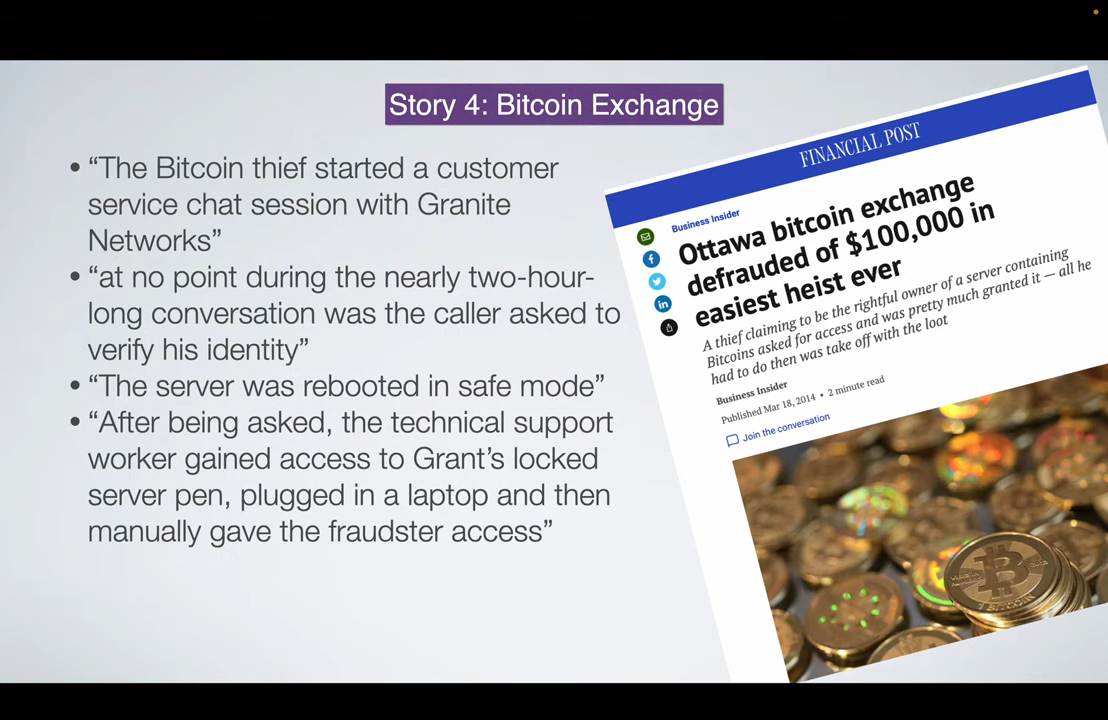 Story 4: Bitcoin Exchange
• “The Bitcoin thief started a customer
service chat session with Granite
Networks”
• “at no point during the nearly two-hour-
long conversation was the caller asked to
verify his identity”
• “The server was rebooted in safe mode”
• “After being asked, the technical support
worker gained access to Grant’s locked
server pen, plugged in a laptop and then
manually gave the fraudster access”
FINANCIAL POST
Business Insider
Ottawa bitcoin exchange
defrauded of $100,000 in
easiest heist ever
A thief claiming to be the rightful owner of a server containing
Bitcoins asked for access and was pretty much granted it — all he
had to do then was take off with the loot
Business Insider
Published Mar 18, 2014 • 2 minute read
Join the conversation
BITCOIN